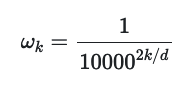 ω_k = 1 / 10000^{2k/d}